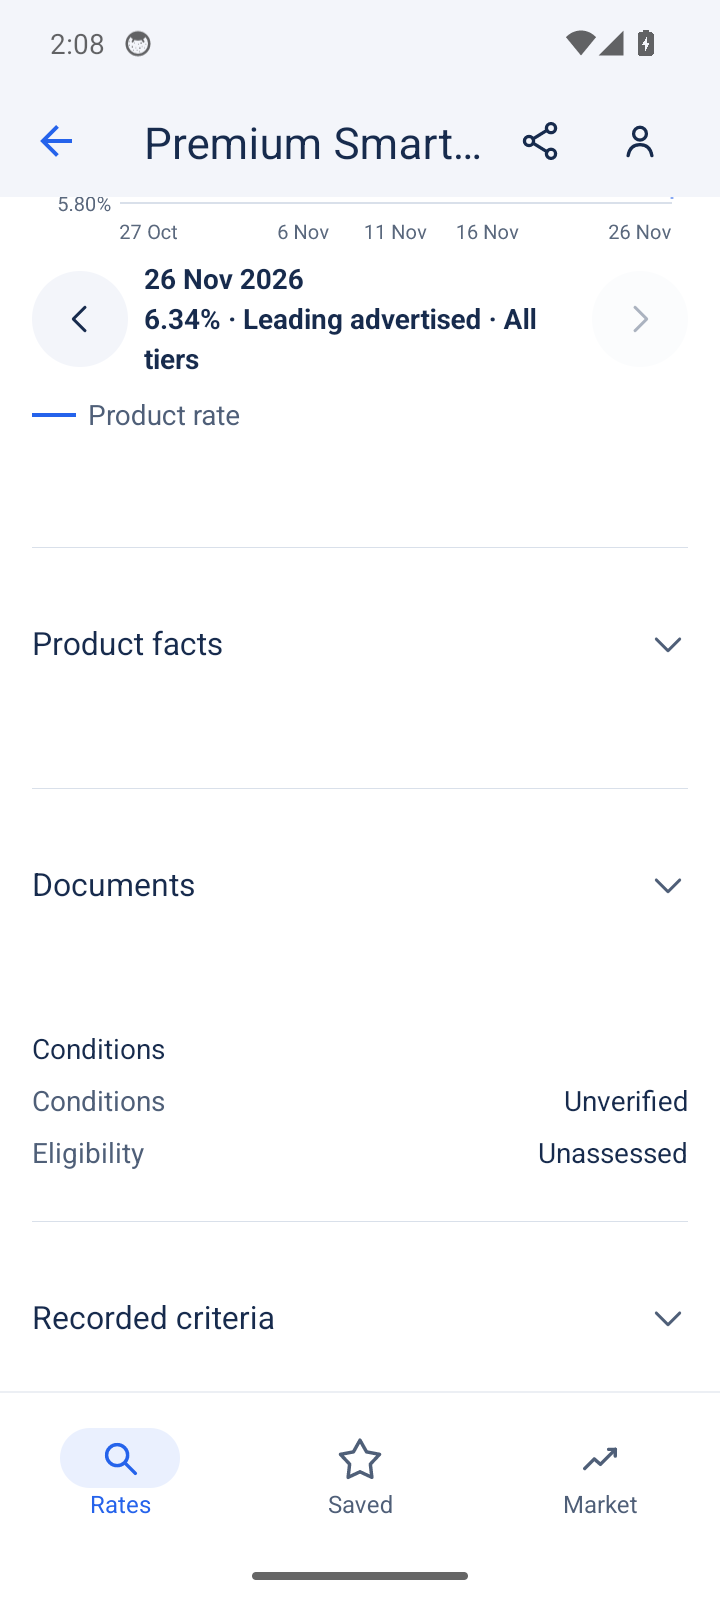 2:08
Premium Smart...
5.80%
27 Oct 6 Nov 11 Nov 16 Nov 26 Nov
26 Nov 2026
6.34% · Leading advertised · All
tiers
Product rate
Product facts
Documents
Conditions
Conditions Unverified
Eligibility Unassessed
Recorded criteria
Rates Saved Market